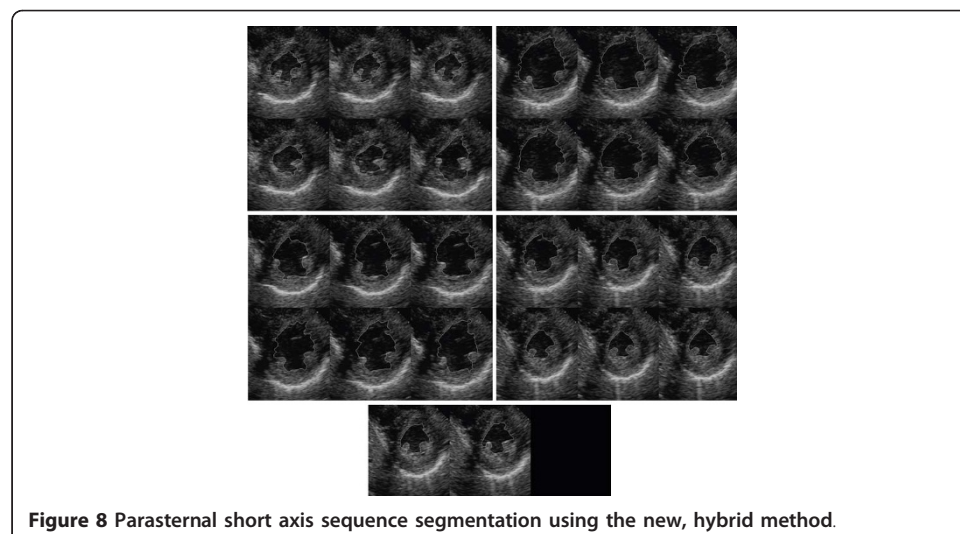 Figure 8 Parasternal short axis sequence segmentation using the new, hybrid method.